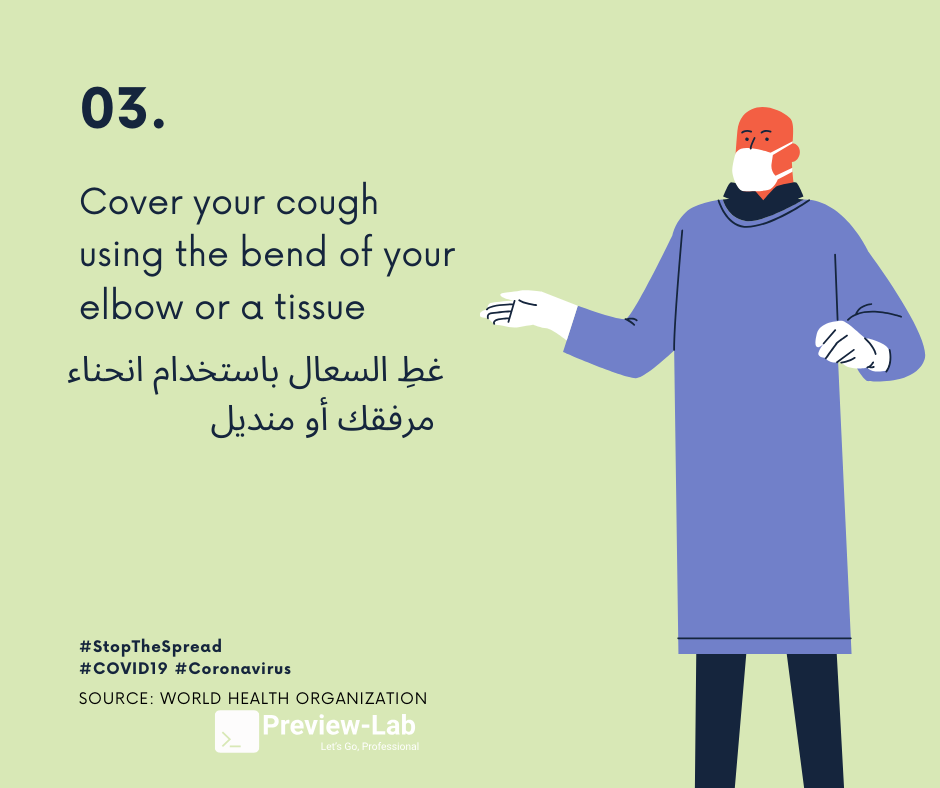 03.
Cover your cough
using the bend of your
elbow or a tissue
غطِ السعال باستخدام انحناء
مرفقك أو منديل
#StopTheSpread
#COVID19 #Coronavirus
SOURCE: WORLD HEALTH ORGANIZATION
Preview-Lab
Let's Go, Professional